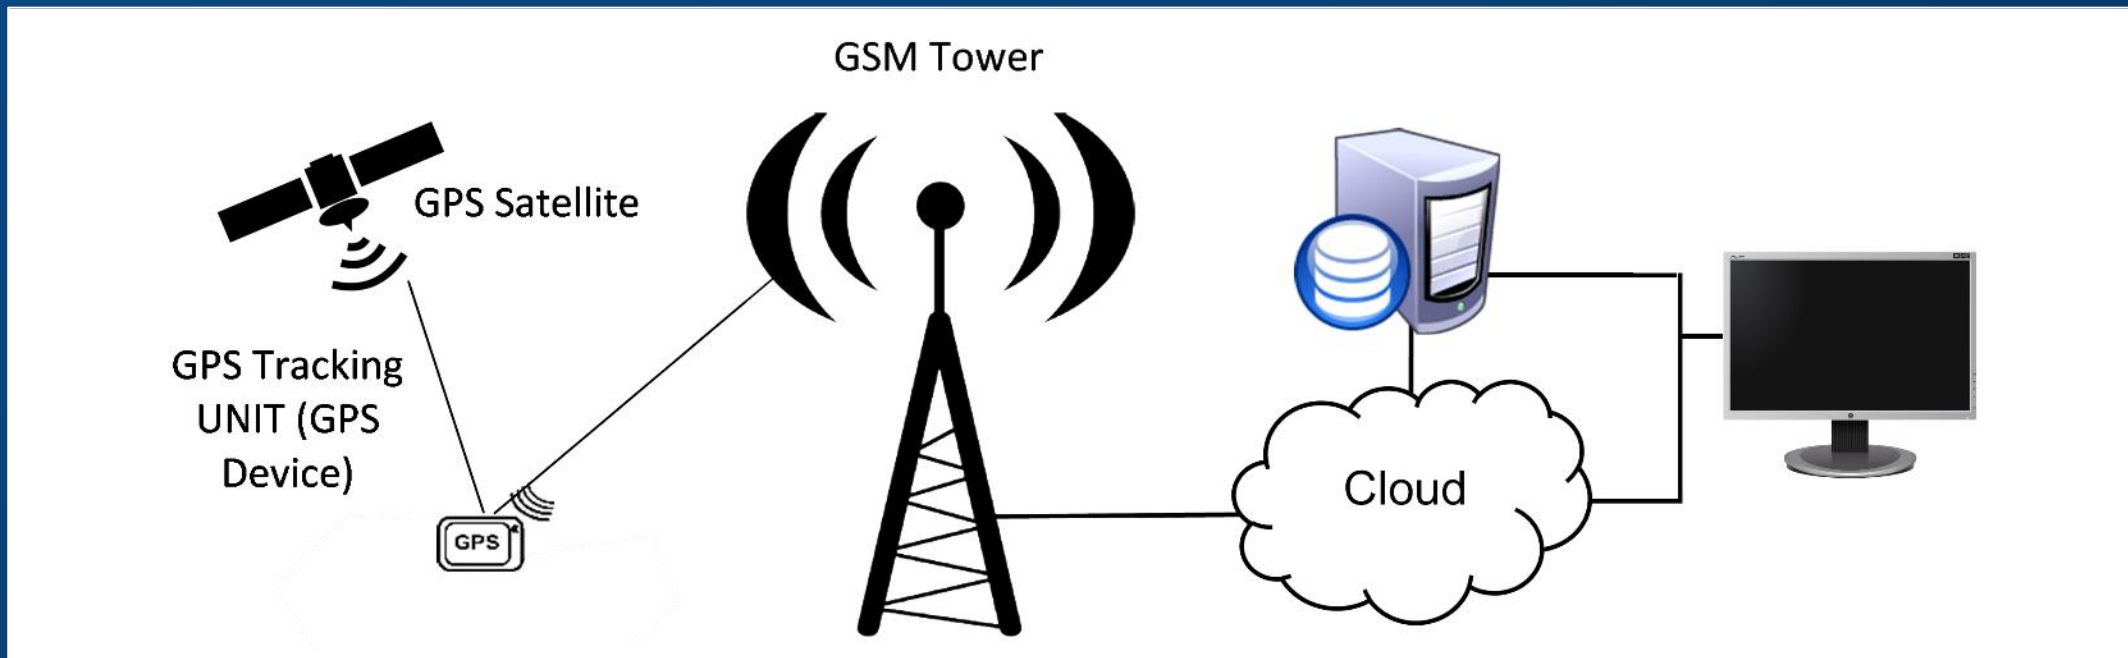 GSM Tower
GPS Satellite
GPS Tracking
UNIT (GPS
Device)
GPS
Cloud